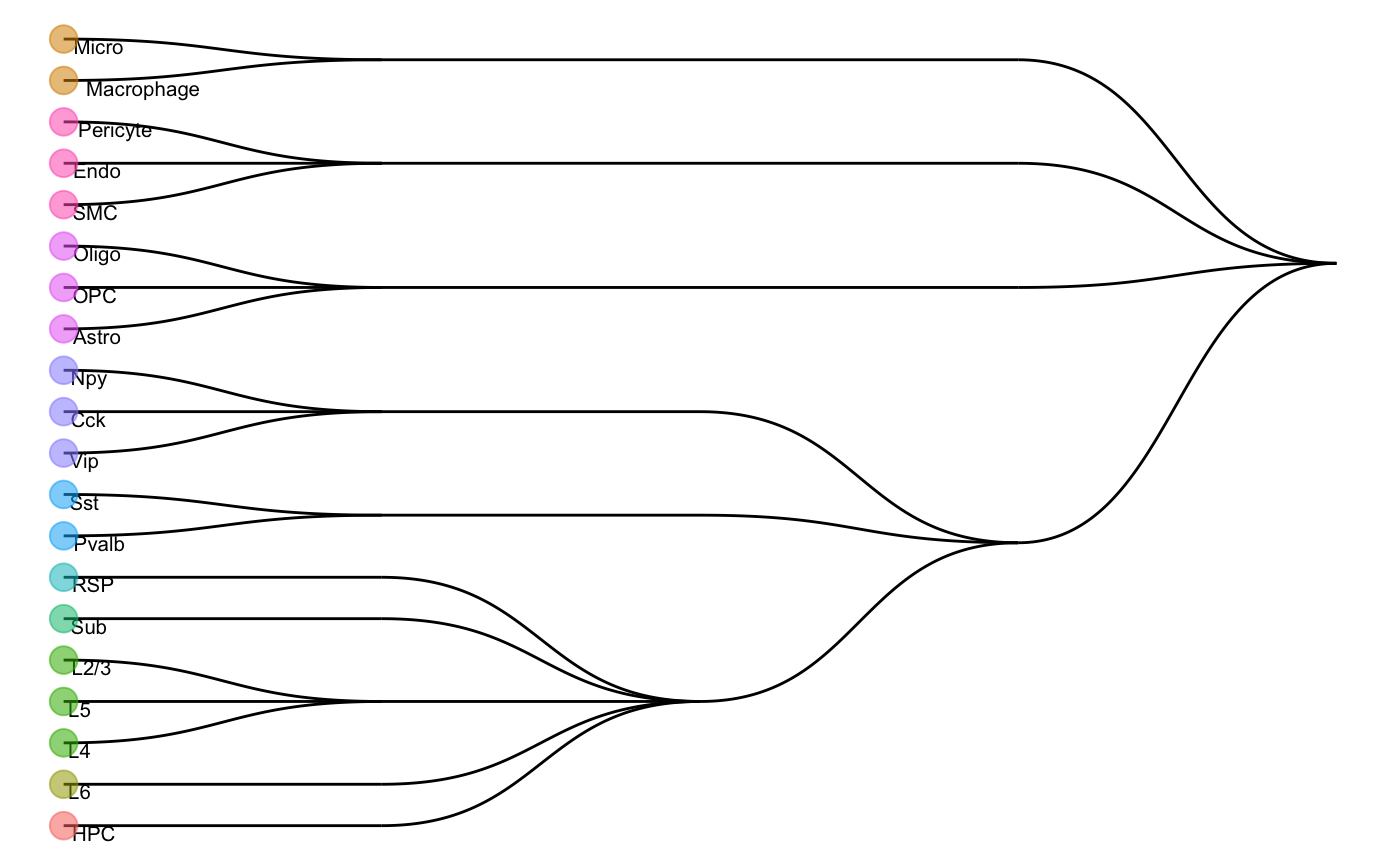 Micro
Macrophage
Pericyte
Endo
SMC
Oligo
OPC
Astro
Npy
Cck
Vip
Sst
Pvalb
RSP
Sub
L2/3
L5
L4
L6
HPC